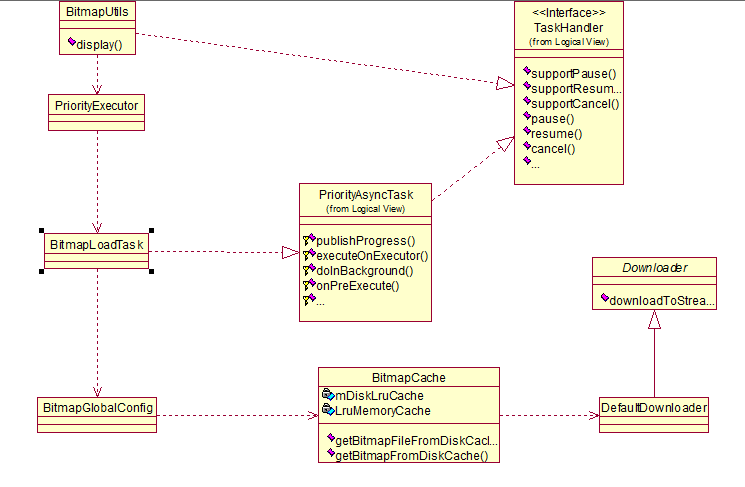 BitmapUtils
display()
<<Interface>>
TaskHandler
(from Logical View)
supportPause()
supportResum...
supportCancel()
pause()
resume()
cancel()
...
PriorityExecutor
PriorityAsyncTask
(from Logical View)
publishProgress()
executeOnExecutor()
doInBackground()
onPreExecute()
...
BitmapLoadTask
Downloader
downloadToStrea...
BitmapGlobalConfig
BitmapCache
mDiskLruCache
LruMemoryCache
getBitmapFileFromDiskCacl...
getBitmapFromDiskCache()
DefaultDownloader